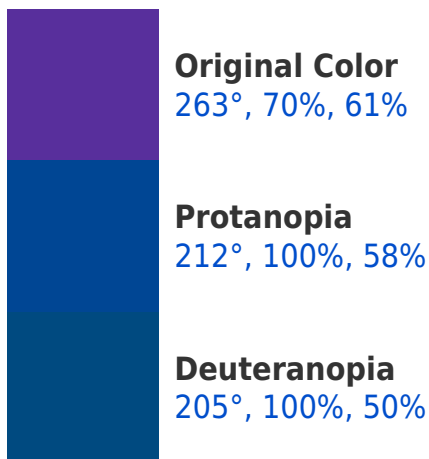 Original Color
263°, 70%, 61%
Protanopia
212°, 100%, 58%
Deuteranopia
205°, 100%, 50%